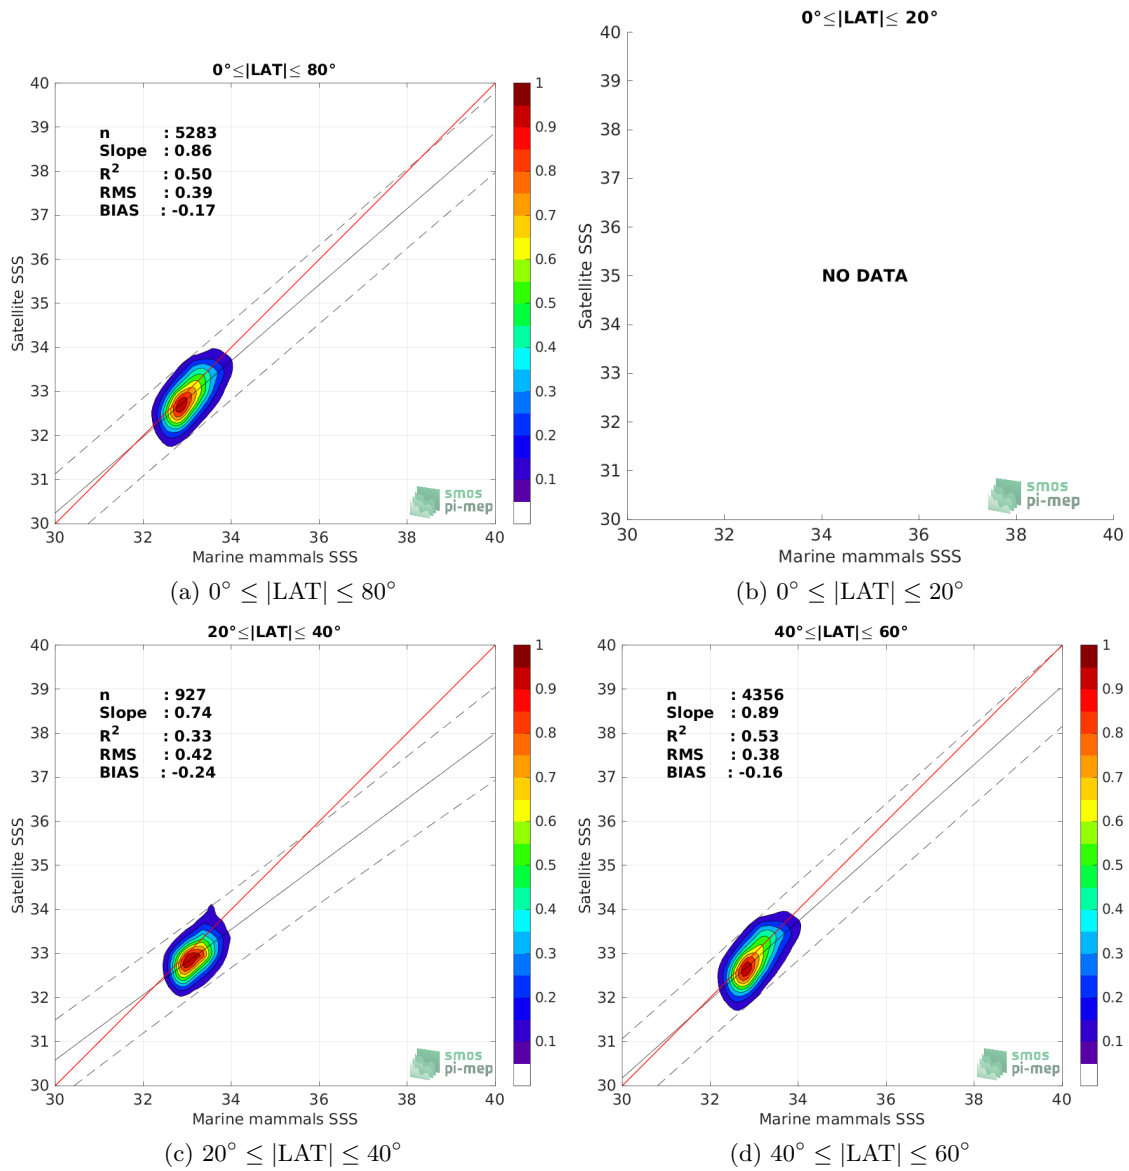 0°≤|LAT|≤ 80°
40
39
38
37
36
35
34
33
32
31
30
Satellite SSS
n : 5283
Slope : 0.86
R² : 0.50
RMS : 0.39
BIAS : -0.17
smos
pi-mep
30 32 34 36 38 40
Marine mammals SSS
1
0.9
0.8
0.7
0.6
0.5
0.4
0.3
0.2
0.1
(a) 0° ≤ |LAT| ≤ 80°
0°≤|LAT|≤ 20°
40
39
38
37
36
35
34
33
32
31
30
Satellite SSS
NO DATA
smos
pi-mep
30 32 34 36 38 40
Marine mammals SSS
(b) 0° ≤ |LAT| ≤ 20°
20°≤|LAT|≤ 40°
40
39
38
37
36
35
34
33
32
31
30
Satellite SSS
n : 927
Slope : 0.74
R² : 0.33
RMS : 0.42
BIAS : -0.24
smos
pi-mep
30 32 34 36 38 40
Marine mammals SSS
1
0.9
0.8
0.7
0.6
0.5
0.4
0.3
0.2
0.1
(c) 20° ≤ |LAT| ≤ 40°
40°≤|LAT|≤ 60°
40
39
38
37
36
35
34
33
32
31
30
Satellite SSS
n : 4356
Slope : 0.89
R² : 0.53
RMS : 0.38
BIAS : -0.16
smos
pi-mep
30 32 34 36 38 40
Marine mammals SSS
1
0.9
0.8
0.7
0.6
0.5
0.4
0.3
0.2
0.1
(d) 40° ≤ |LAT| ≤ 60°